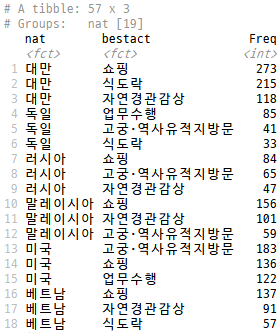 # A tibble: 57 x 3
# Groups: nat [19]
nat bestact Freq
<fct> <fct> <int>
1 대만 쇼핑 273
2 대만 식도락 215
3 대만 자연경관감상 118
4 독일 업무수행 85
5 독일 고궁·역사유적지방문 41
6 독일 식도락 33
7 러시아 쇼핑 84
8 러시아 고궁·역사유적지방문 65
9 러시아 자연경관감상 47
10 말레이시아 쇼핑 156
11 말레이시아 자연경관감상 101
12 말레이시아 고궁·역사유적지방문 59
13 미국 고궁·역사유적지방문 183
14 미국 쇼핑 136
15 미국 업무수행 122
16 베트남 쇼핑 137
17 베트남 자연경관감상 91
18 베트남 식도락 57